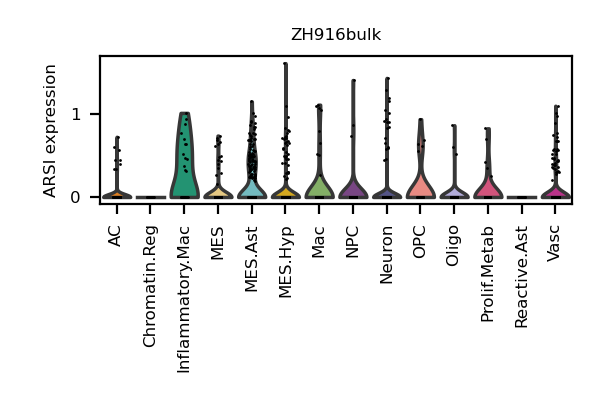 ZH916bulk
ARSI expression
1
0
AC
Chromatin.Reg
Inflammatory.Mac
MES
MES.Ast
MES.Hyp
Mac
NPC
Neuron
OPC
Oligo
Prolif.Metab
Reactive.Ast
Vasc